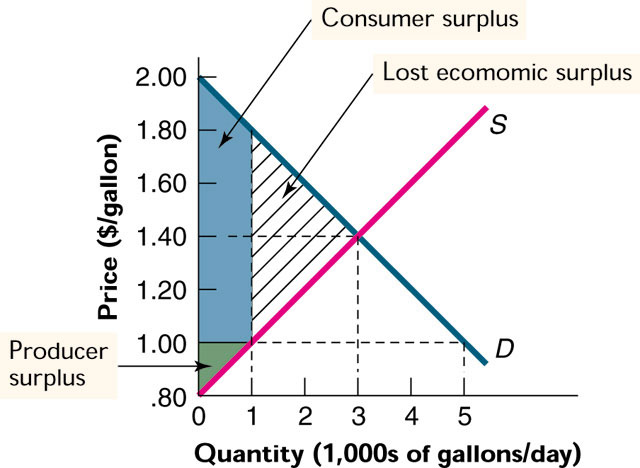 Consumer surplus
Lost ecomomic surplus
Price ($/gallon)
2.00
1.80
1.60
1.40
1.20
1.00
.80
S
D
Producer
surplus
0 1 2 3 4 5
Quantity (1,000s of gallons/day)